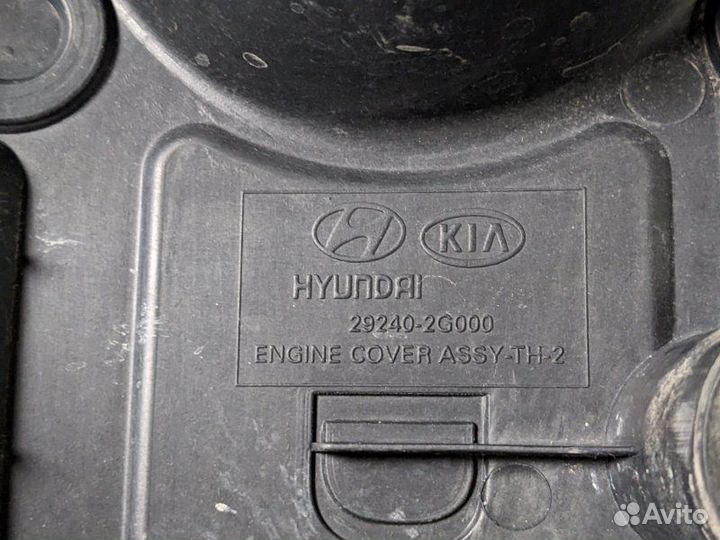 KIA
HYUNDAI
29240-2G000
ENGINE COVER ASSY-TH-2
Avito